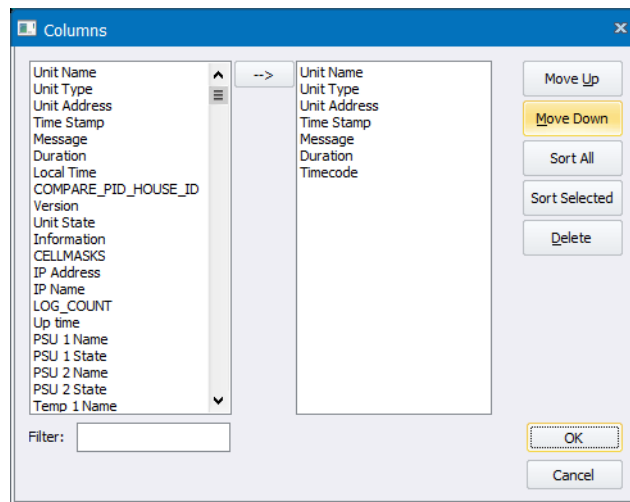 Columns
x
Unit Name
Unit Type
Unit Address
Time Stamp
Message
Duration
Local Time
COMPARE_PID_HOUSE_ID
Version
Unit State
Information
CELLMASKS
IP Address
IP Name
LOG_COUNT
Up time
PSU 1 Name
PSU 1 State
PSU 2 Name
PSU 2 State
Temp 1 Name
-->
Unit Name
Unit Type
Unit Address
Time Stamp
Message
Duration
Timecode
Move Up
Move Down
Sort All
Sort Selected
Delete
Filter:
OK
Cancel